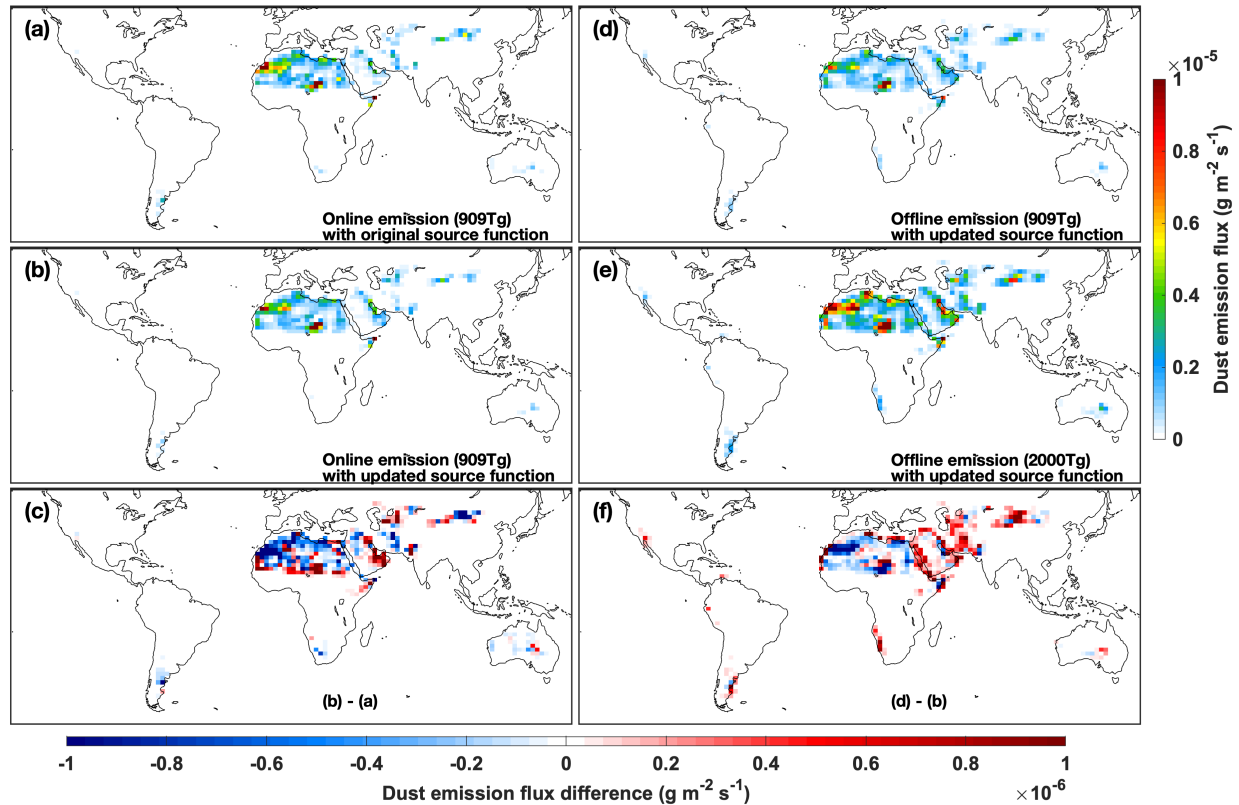 (a)
Online emission (909Tg)
with original source function
(d)
Offline emission (909Tg)
with updated source function
(b)
Online emission (909Tg)
with updated source function
(e)
Offline emission (2000Tg)
with updated source function
(c)
(b) - (a)
(f)
(d) - (b)
×10⁻⁵
1
0.8
0.6
0.4
0.2
0
Dust emission flux (g m⁻² s⁻¹)
-1 -0.8 -0.6 -0.4 -0.2 0 0.2 0.4 0.6 0.8 1
×10⁻⁶
Dust emission flux difference (g m⁻² s⁻¹)